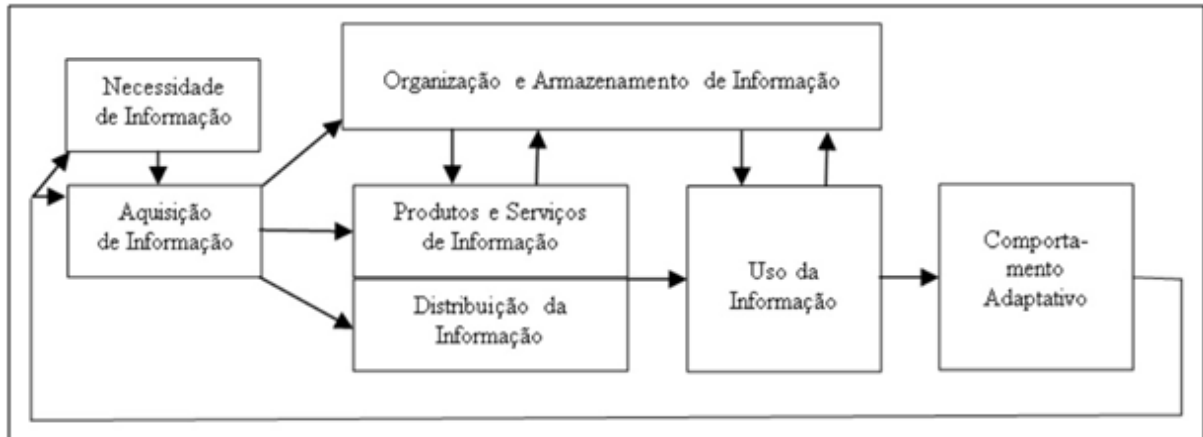 Necessidade
de Informação
Organização e Armazenamento de Informação
Aquisição
de Informação
Produtos e Serviços
de Informação
Distribuição da
Informação
Uso da
Informação
Comporta-
mento
Adaptativo